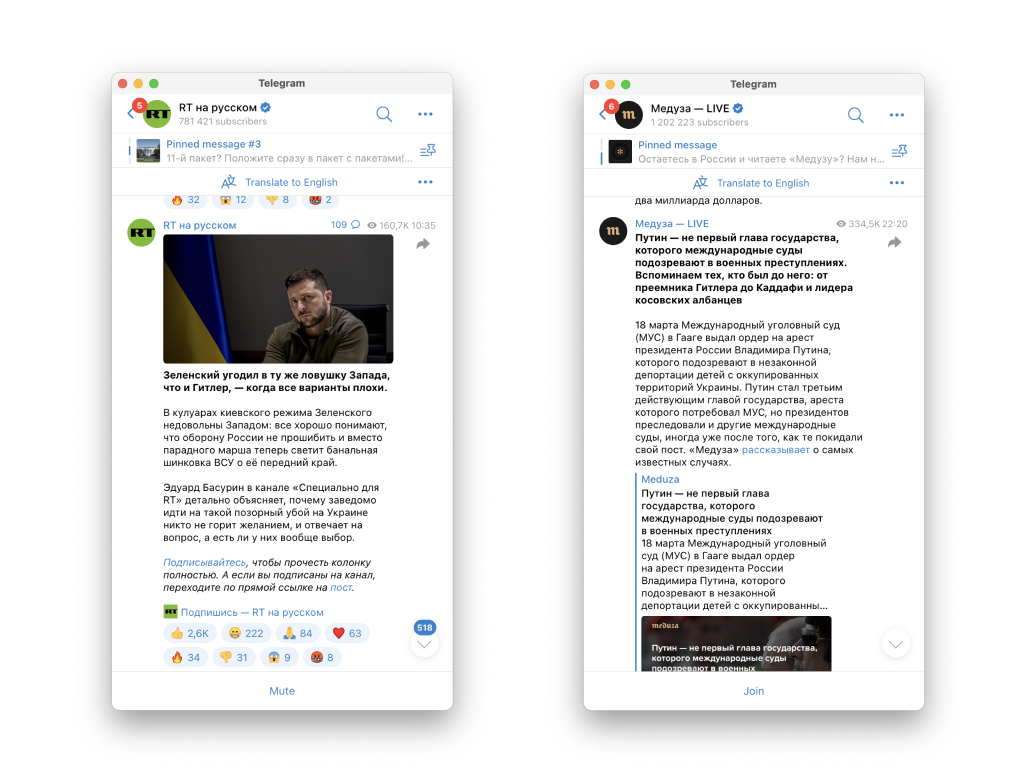 Telegram
5
RT
RT на русском
781 421 subscribers
Pinned message #3
11-й пакет? Положите сразу в пакет с пакетами!...
Translate to English
32
12
8
2
RT
RT на русском
109
160,7K 10:35
Зеленский угодил в ту же ловушку Запада,
что и Гитлер, — когда все варианты плохи.
В кулуарах киевского режима Зеленского
недовольны Западом: все хорошо понимают,
что оборону России не прошибить и вместо
парадного марша теперь светит банальная
шинковка ВСУ о её передний край.
Эдуард Басурин в канале «Специально для
RT» детально объясняет, почему заведомо
идти на такой позорный убой на Украине
никто не горит желанием, и отвечает на
вопрос, а есть ли у них вообще выбор.
Подписывайтесь, чтобы прочесть колонку
полностью. А если вы подписаны на канал,
переходите по прямой ссылке на пост.
RT
Подпишись — RT на русском
2,6K
222
84
63
518
34
31
9
8
Mute
Telegram
6
m
Медуза — LIVE
1 202 223 subscribers
Pinned message
Остаетесь в России и читаете «Медузу»? Нам н...
Translate to English
два миллиарда долларов.
m
Медуза — LIVE
334,5K 22:20
Путин — не первый глава государства,
которого международные суды
подозревают в военных преступлениях.
Вспоминаем тех, кто был до него: от
преемника Гитлера до Каддафи и лидера
косовских албанцев
18 марта Международный уголовный суд
(МУС) в Гааге выдал ордер на арест
президента России Владимира Путина,
которого подозревают в незаконной
депортации детей с оккупированных
территорий Украины. Путин стал третьим
действующим главой государства, ареста
которого потребовал МУС, но президентов
преследовали и другие международные
суды, иногда уже после того, как те покидали
свой пост. «Медуза» рассказывает о самых
известных случаях.
Meduza
Путин — не первый глава
государства, которого
международные суды подозревают
в военных преступлениях
18 марта Международный уголовный
суд (МУС) в Гааге выдал ордер
на арест президента России
Владимира Путина, которого
подозревают в незаконной
депортации детей с оккупированны...
meduza
Путин — не первый глава государства,
которого международные суды
подозревают в военных
Join